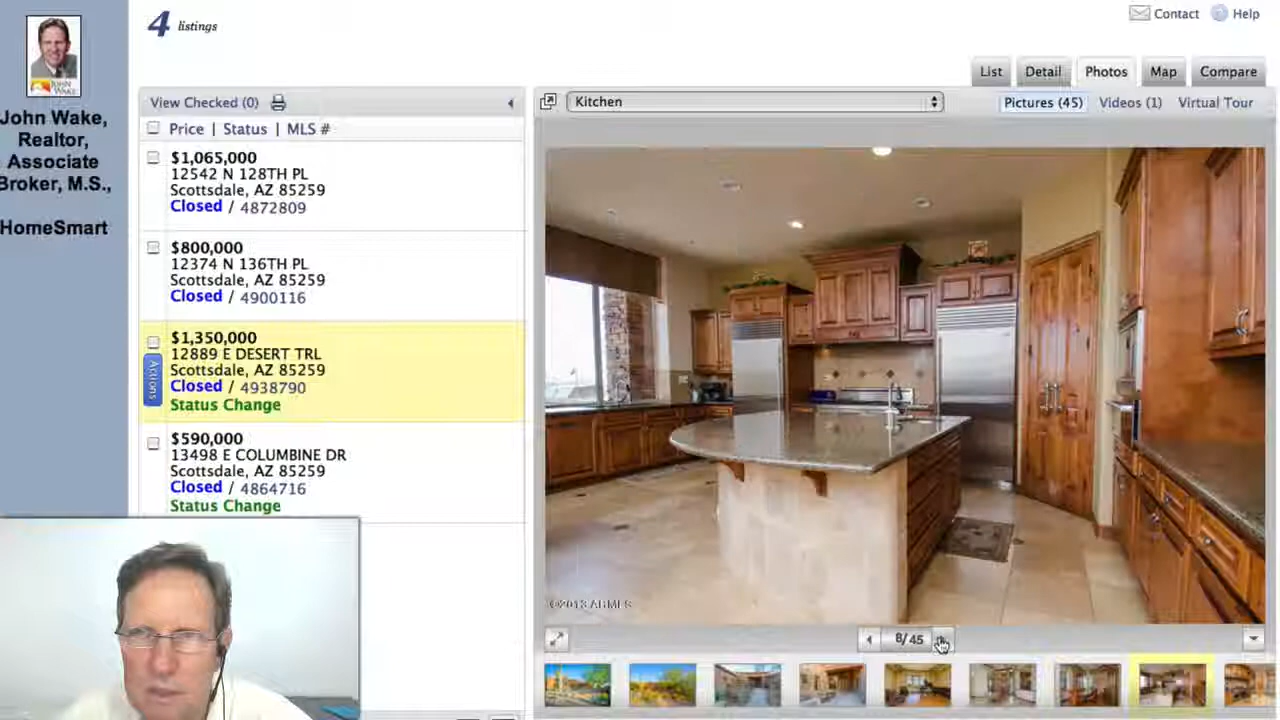 4 listings
Contact
Help
John Wake,
Realtor,
Associate
Broker, M.S.,
HomeSmart
List
Detail
Photos
Map
Compare
View Checked (0)
Kitchen
Pictures (45)
Videos (1)
Virtual Tour
Price | Status | MLS #
$1,065,000
12542 N 128TH PL
Scottsdale, AZ 85259
Closed / 4872809
$800,000
12374 N 136TH PL
Scottsdale, AZ 85259
Closed / 4900116
Actions
$1,350,000
12889 E DESERT TRL
Scottsdale, AZ 85259
Closed / 4938790
Status Change
$590,000
13498 E COLUMBINE DR
Scottsdale, AZ 85259
Closed / 4864716
Status Change
©2013 ARMLS
8/45